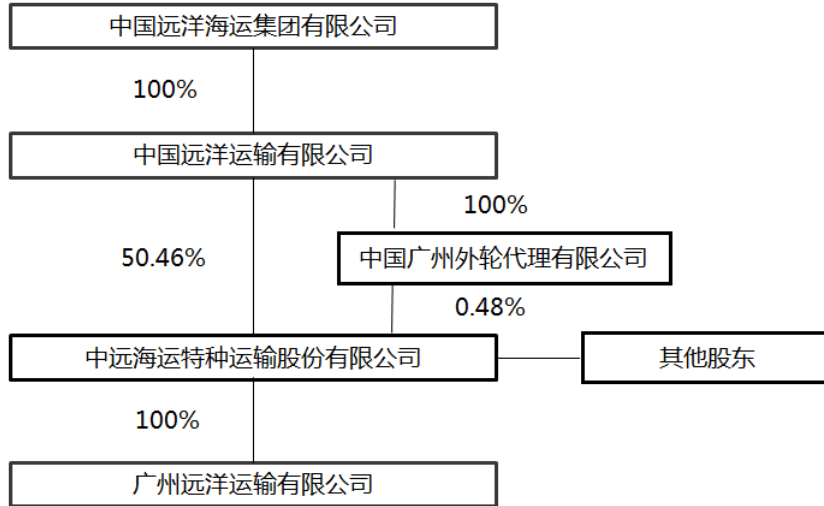 中国远洋海运集团有限公司
100%
中国远洋运输有限公司
100%
50.46%
中国广州外轮代理有限公司
0.48%
中远海运特种运输股份有限公司
其他股东
100%
广州远洋运输有限公司